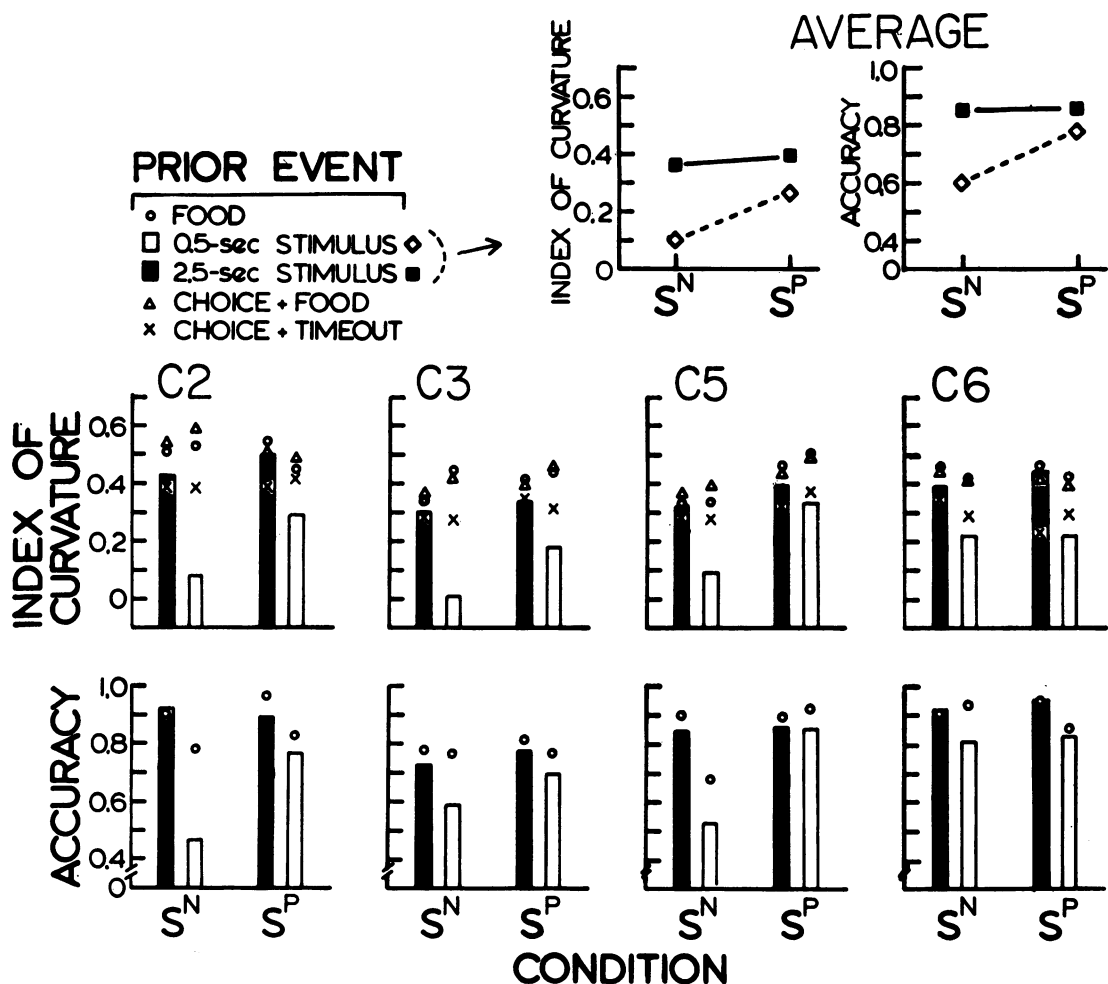 AVERAGE
INDEX OF CURVATURE
0.6
0.4
0.2
0
S^N
S^P
ACCURACY
1.0
0.8
0.6
0.4
S^N
S^P
PRIOR EVENT
FOOD
0.5-sec STIMULUS
2.5-sec STIMULUS
CHOICE + FOOD
CHOICE + TIMEOUT
C2
C3
C5
C6
INDEX OF
CURVATURE
0.6
0.4
0.2
0
ACCURACY
1.0
0.8
0.6
0.4
0
S^N
S^P
S^N
S^P
S^N
S^P
S^N
S^P
CONDITION